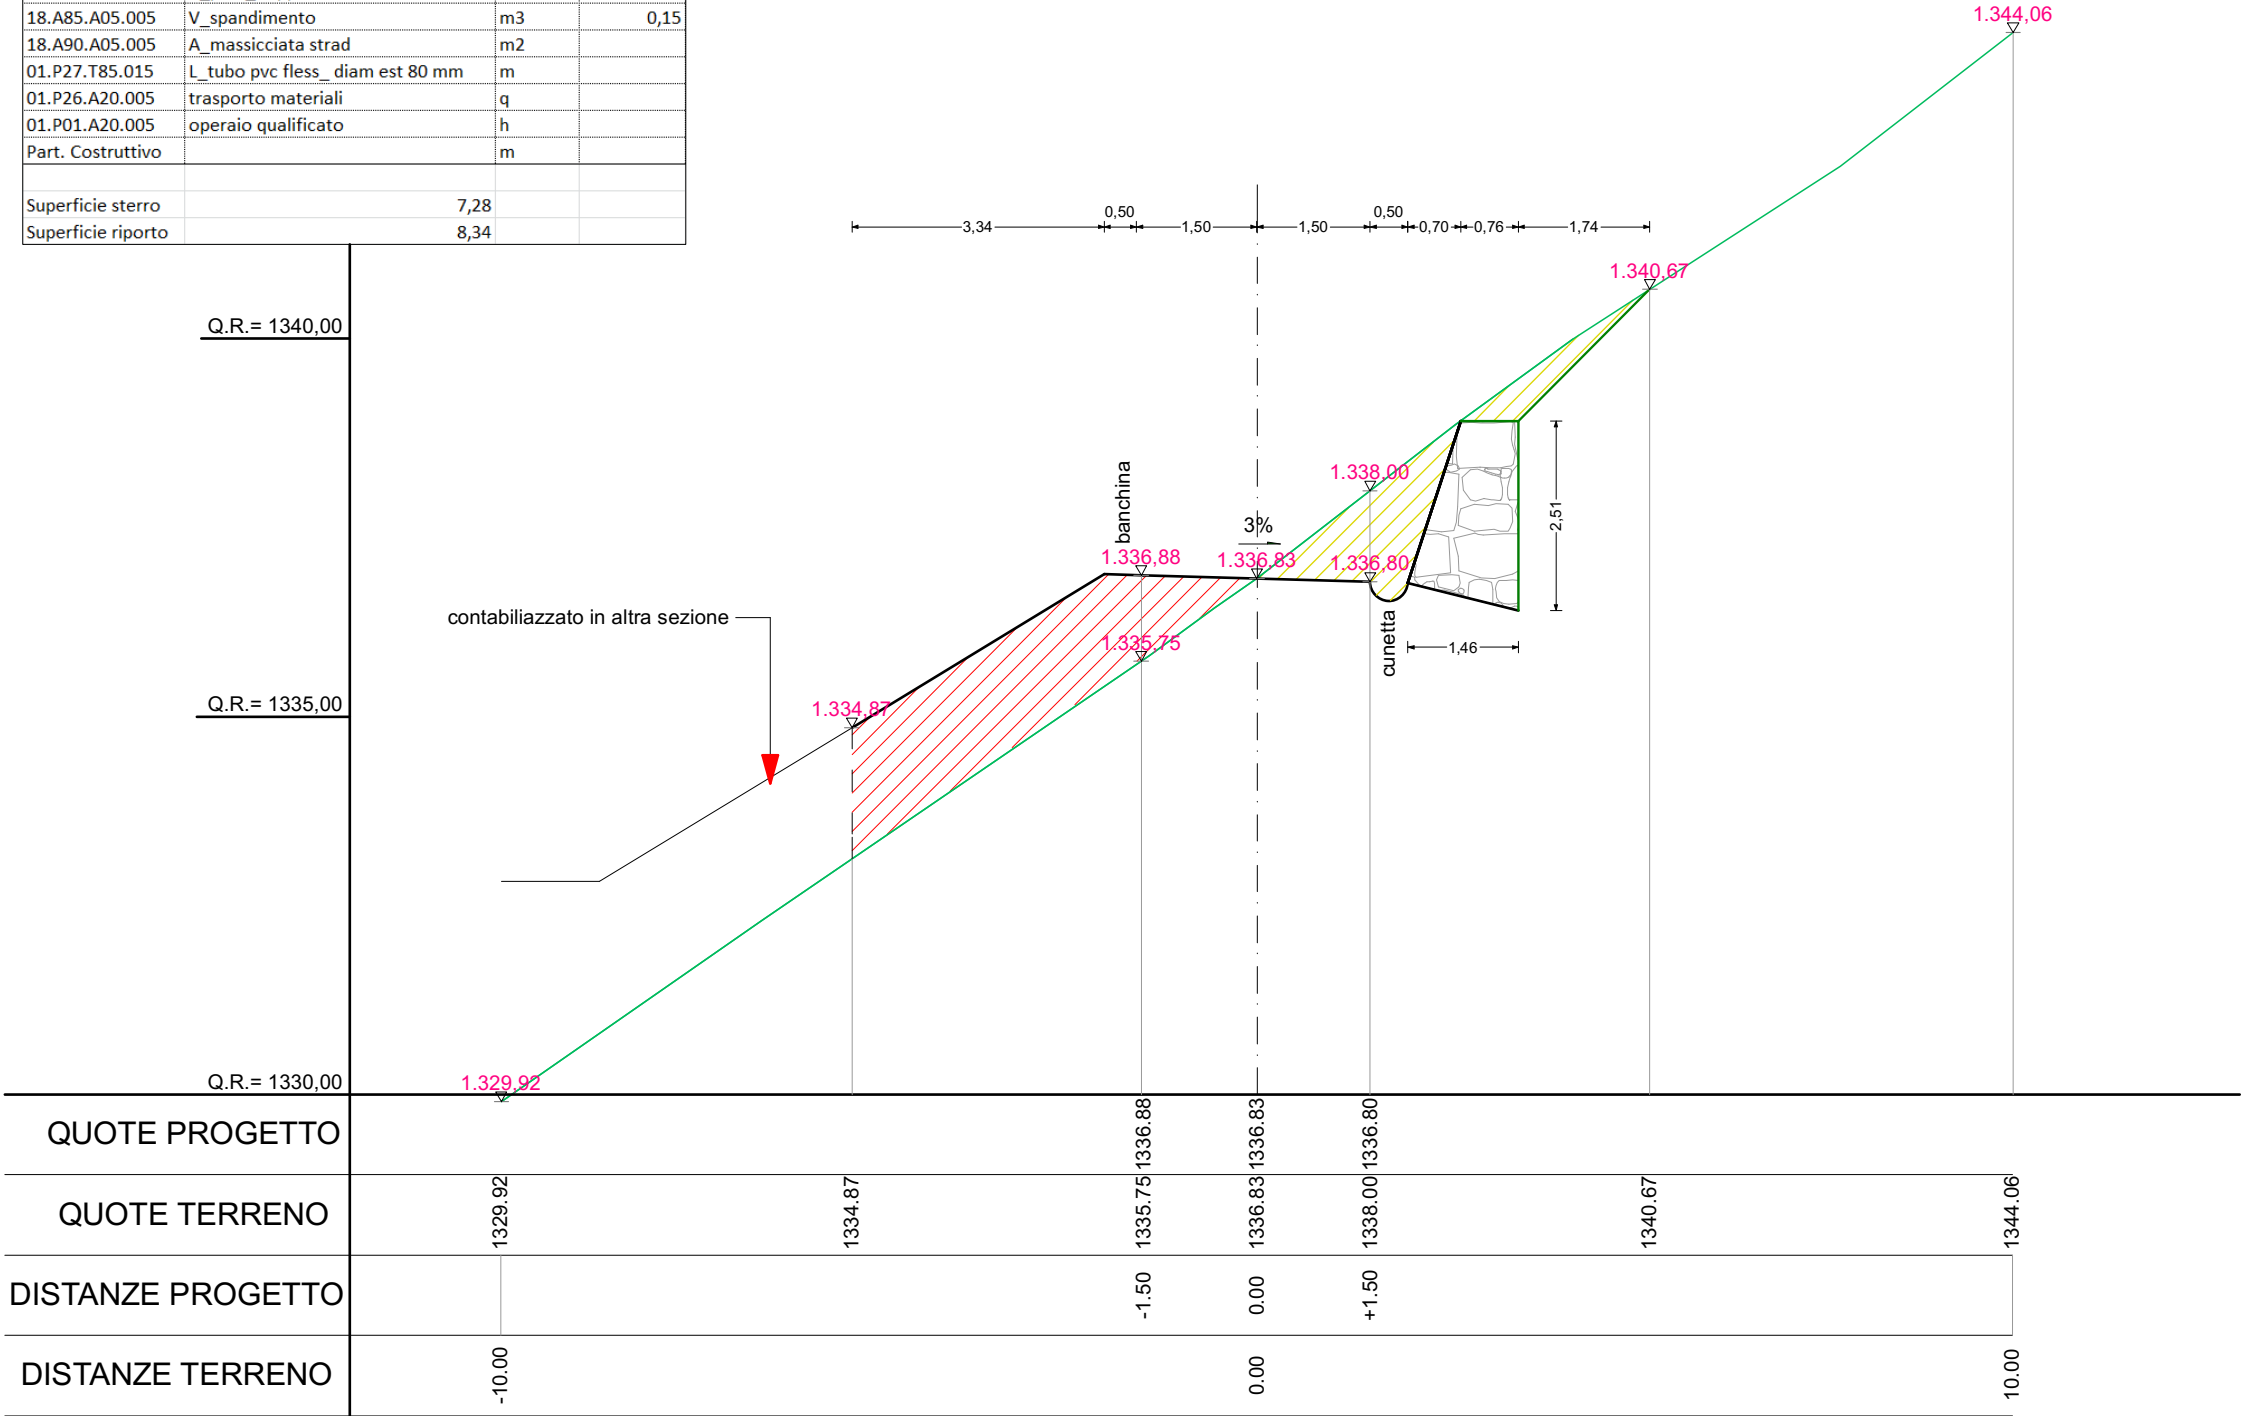 18.A85.A05.005 V_spandimento m3 0,15
18.A90.A05.005 A_massicciata strad m2
01.P27.T85.015 L_tubo pvc fless_ diam est 80 mm m
01.P26.A20.005 trasporto materiali q
01.P01.A20.005 operaio qualificato h
Part. Costruttivo m
Superficie sterro 7,28
Superficie riporto 8,34
1.344,06
0,50 0,50
3,34 1,50 1,50 0,70 0,76 1,74
1.340,67
Q.R.= 1340,00
1.338,00
banchina
3%
2,51
1.336,88 1.336,83 1.336,80
contabiliazzato in altra sezione
cunetta
1.335,75
1,46
Q.R.= 1335,00
1.334,87
Q.R.= 1330,00
1.329,92
QUOTE PROGETTO 1336.88 1336.83 1336.80
QUOTE TERRENO 1329.92 1334.87 1335.75 1336.83 1338.00 1340.67 1344.06
DISTANZE PROGETTO -1.50 0.00 +1.50
DISTANZE TERRENO -10.00 0.00 10.00